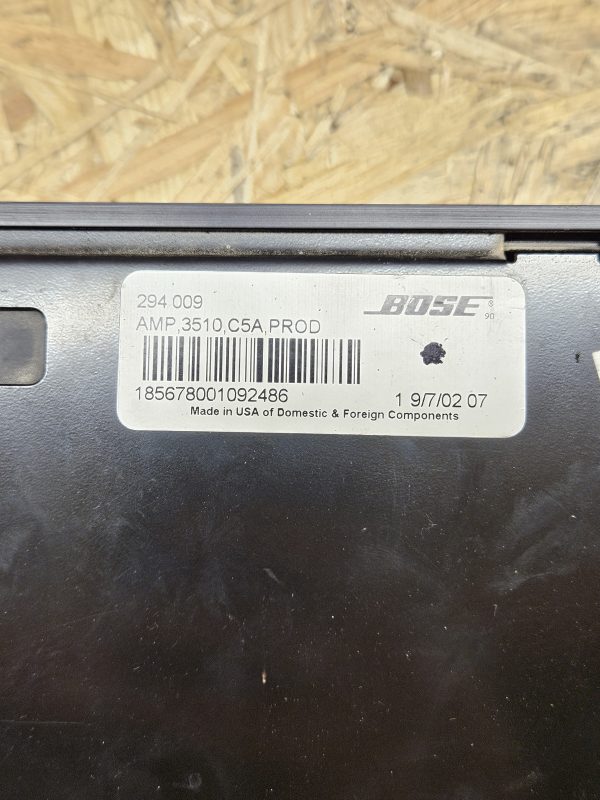 294 009
BOSE
AMP,3510,C5A,PROD
185678001092486
1 9/7/02 07
Made in USA of Domestic & Foreign Components